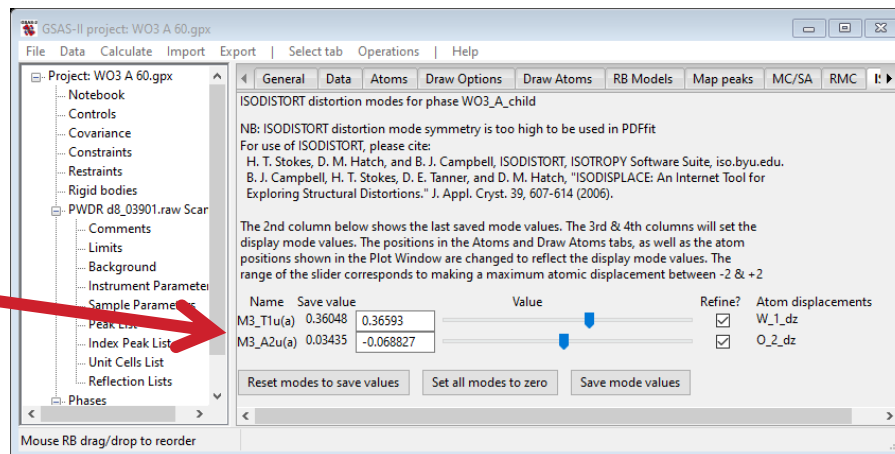 GSAS-II project: WO3 A 60.gpx
File Data Calculate Import Export | Select tab Operations | Help
Project: WO3 A 60.gpx
Notebook
Controls
Covariance
Constraints
Restraints
Rigid bodies
PWDR d8_03901.raw Scan
Comments
Limits
Background
Instrument Parameter
Sample Parameters
Peak List
Index Peak List
Unit Cells List
Reflection Lists
Phases
General Data Atoms Draw Options Draw Atoms RB Models Map peaks MC/SA RMC
ISODISTORT distortion modes for phase WO3_A_child
NB: ISODISTORT distortion mode symmetry is too high to be used in PDFfit
For use of ISODISTORT, please cite:
H. T. Stokes, D. M. Hatch, and B. J. Campbell, ISODISTORT, ISOTROPY Software Suite, iso.byu.edu.
B. J. Campbell, H. T. Stokes, D. E. Tanner, and D. M. Hatch, "ISODISPLACE: An Internet Tool for
Exploring Structural Distortions." J. Appl. Cryst. 39, 607-614 (2006).
The 2nd column below shows the last saved mode values. The 3rd & 4th columns will set the
display mode values. The positions in the Atoms and Draw Atoms tabs, as well as the atom
positions shown in the Plot Window are changed to reflect the display mode values. The
range of the slider corresponds to making a maximum atomic displacement between -2 & +2
Name Save value Value Refine? Atom displacements
M3_T1u(a) 0.36048 0.36593 W_1_dz
M3_A2u(a) 0.03435 -0.068827 O_2_dz
Reset modes to save values Set all modes to zero Save mode values
Mouse RB drag/drop to reorder